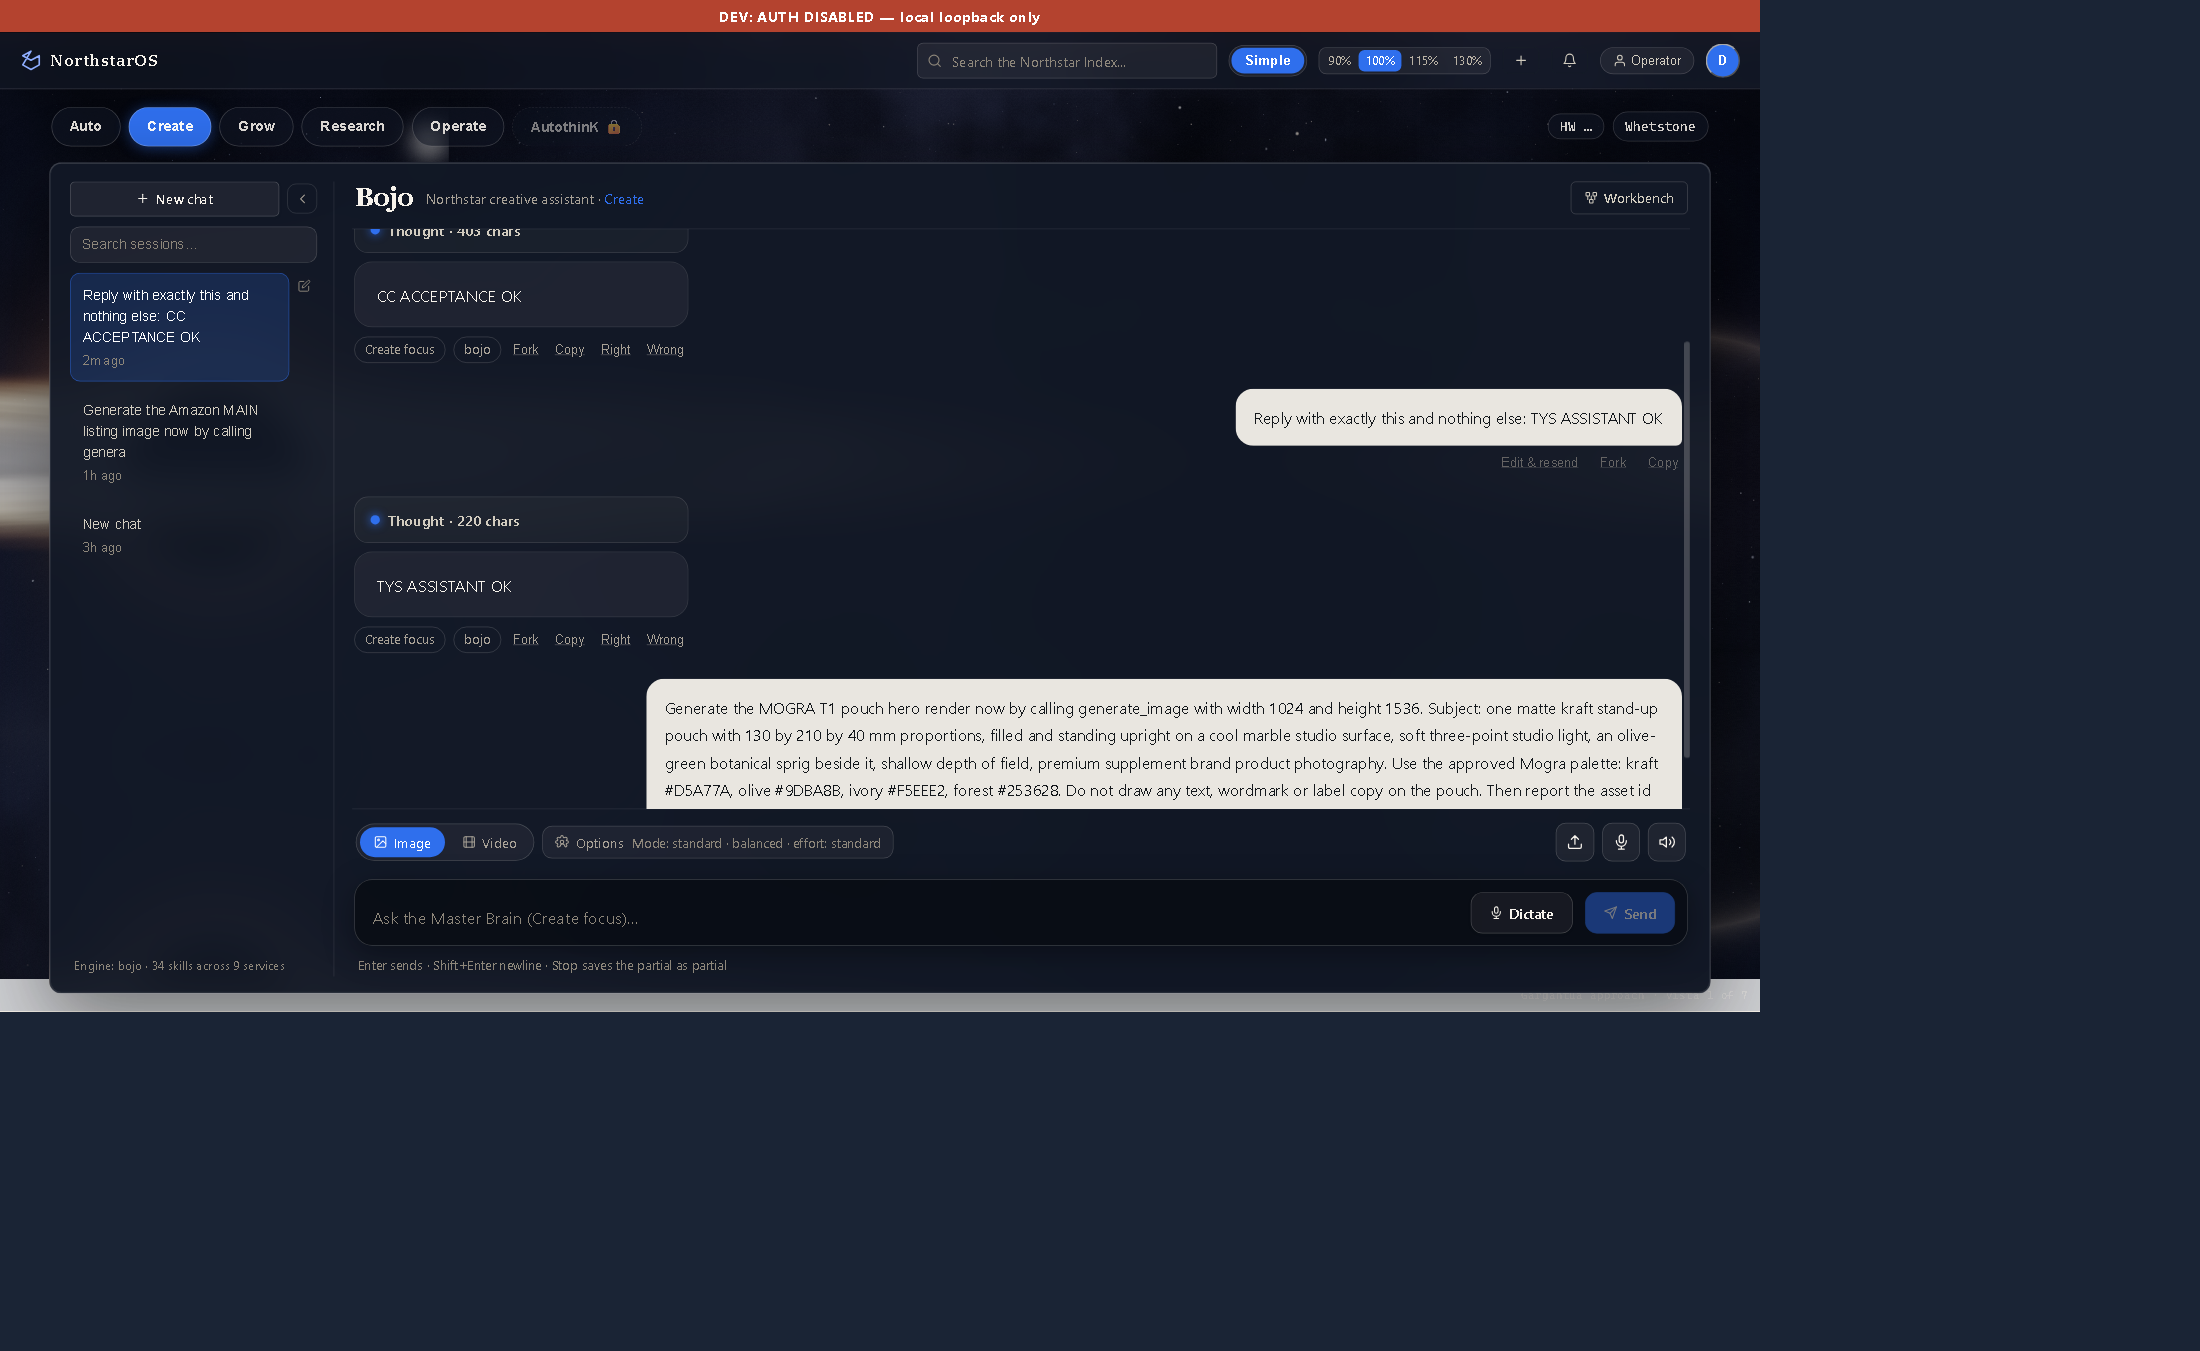 DEV: AUTH DISABLED — local loopback only
NorthstarOS
Search the Northstar Index...
Simple
90% 100% 115% 130%
Operator
D
Auto
Create
Grow
Research
Operate
AutothinK
HW …
Whetstone
+ New chat
Search sessions…
Reply with exactly this and
nothing else: CC
ACCEPTANCE OK
2m ago
Generate the Amazon MAIN
listing image now by calling
genera
1h ago
New chat
3h ago
Engine: bojo · 34 skills across 9 services
Bojo Northstar creative assistant · Create
Workbench
Thought · 403 chars
CC ACCEPTANCE OK
Create focus bojo Fork Copy Right Wrong
Reply with exactly this and nothing else: TYS ASSISTANT OK
Edit & resend Fork Copy
Thought · 220 chars
TYS ASSISTANT OK
Create focus bojo Fork Copy Right Wrong
Generate the MOGRA T1 pouch hero render now by calling generate_image with width 1024 and height 1536. Subject: one matte kraft stand-up
pouch with 130 by 210 by 40 mm proportions, filled and standing upright on a cool marble studio surface, soft three-point studio light, an olive-
green botanical sprig beside it, shallow depth of field, premium supplement brand product photography. Use the approved Mogra palette: kraft
#D5A77A, olive #9DBA8B, ivory #F5EEE2, forest #253628. Do not draw any text, wordmark or label copy on the pouch. Then report the asset id
Image
Video
Options Mode: standard · balanced · effort: standard
Ask the Master Brain (Create focus)…
Dictate
Send
Enter sends · Shift+Enter newline · Stop saves the partial as partial
of 7